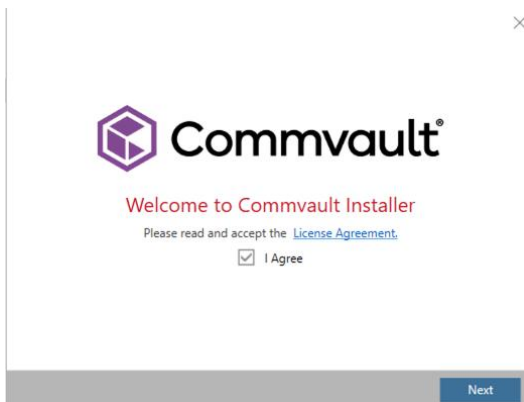 Commvault®
Welcome to Commvault Installer
Please read and accept the License Agreement.
I Agree
Next